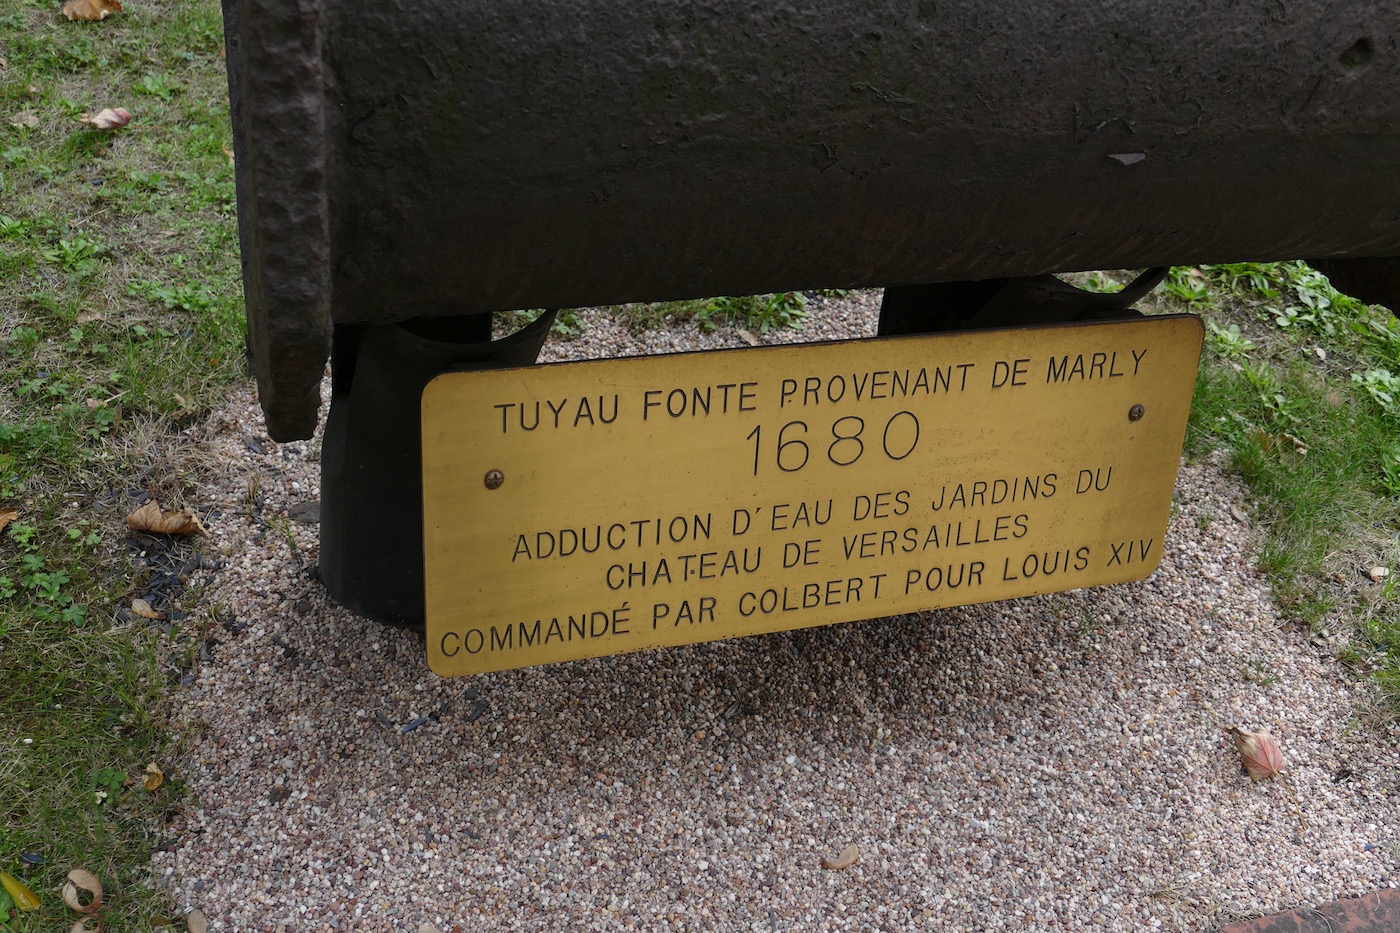 TUYAU FONTE PROVENANT DE MARLY
1680
ADDUCTION D'EAU DES JARDINS DU
CHATEAU DE VERSAILLES
COMMANDÉ PAR COLBERT POUR LOUIS XIV